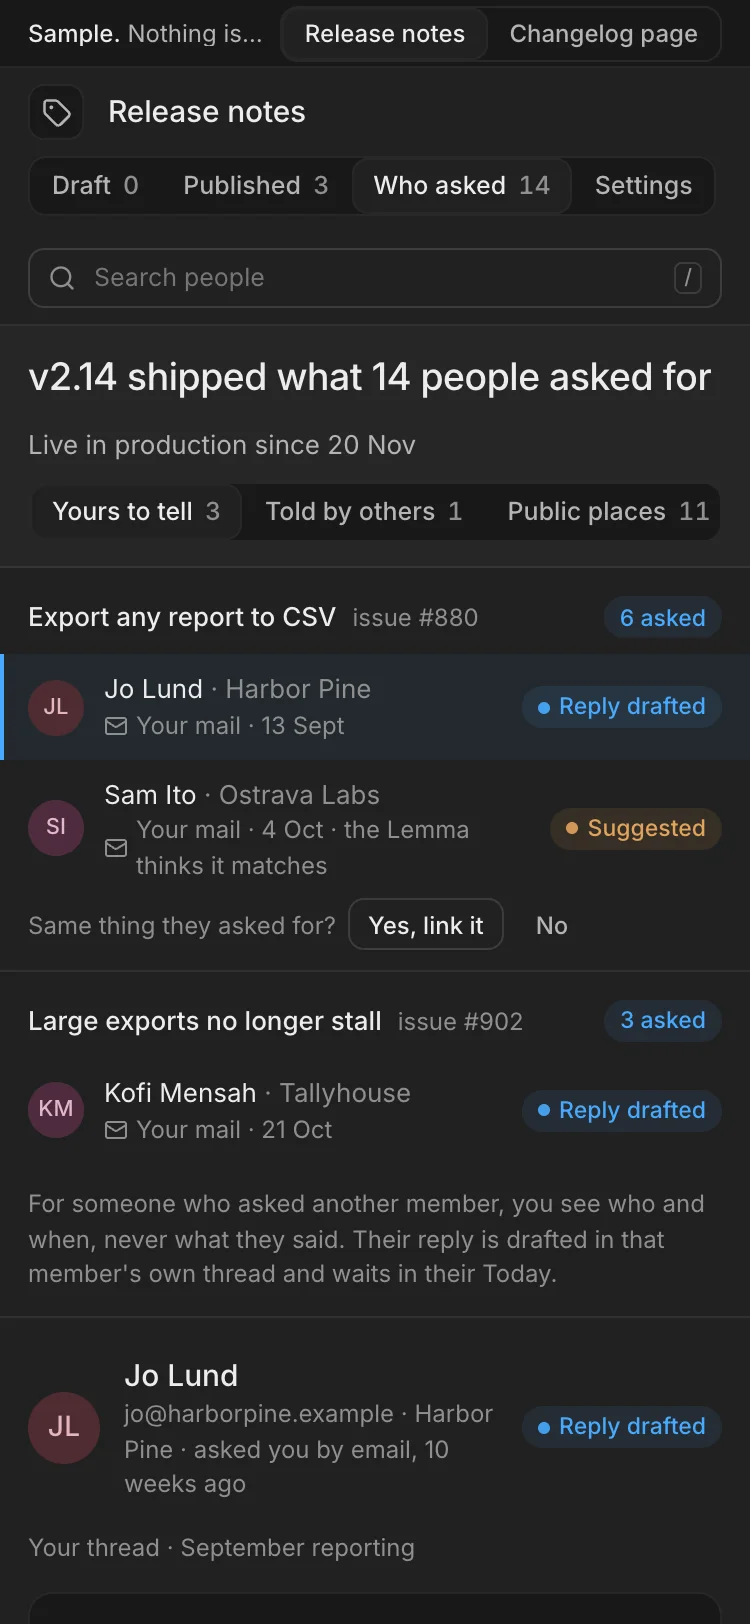 Sample. Nothing is...
Release notes
Changelog page
Release notes
Draft 0
Published 3
Who asked 14
Settings
Search people
/
v2.14 shipped what 14 people asked for
Live in production since 20 Nov
Yours to tell 3
Told by others 1
Public places 11
Export any report to CSV issue #880
6 asked
JL
Jo Lund · Harbor Pine
Your mail · 13 Sept
Reply drafted
SI
Sam Ito · Ostrava Labs
Your mail · 4 Oct · the Lemma
thinks it matches
Suggested
Same thing they asked for?
Yes, link it
No
Large exports no longer stall issue #902
3 asked
KM
Kofi Mensah · Tallyhouse
Your mail · 21 Oct
Reply drafted
For someone who asked another member, you see who and
when, never what they said. Their reply is drafted in that
member's own thread and waits in their Today.
JL
Jo Lund
jo@harborpine.example · Harbor
Pine · asked you by email, 10
weeks ago
Reply drafted
Your thread · September reporting